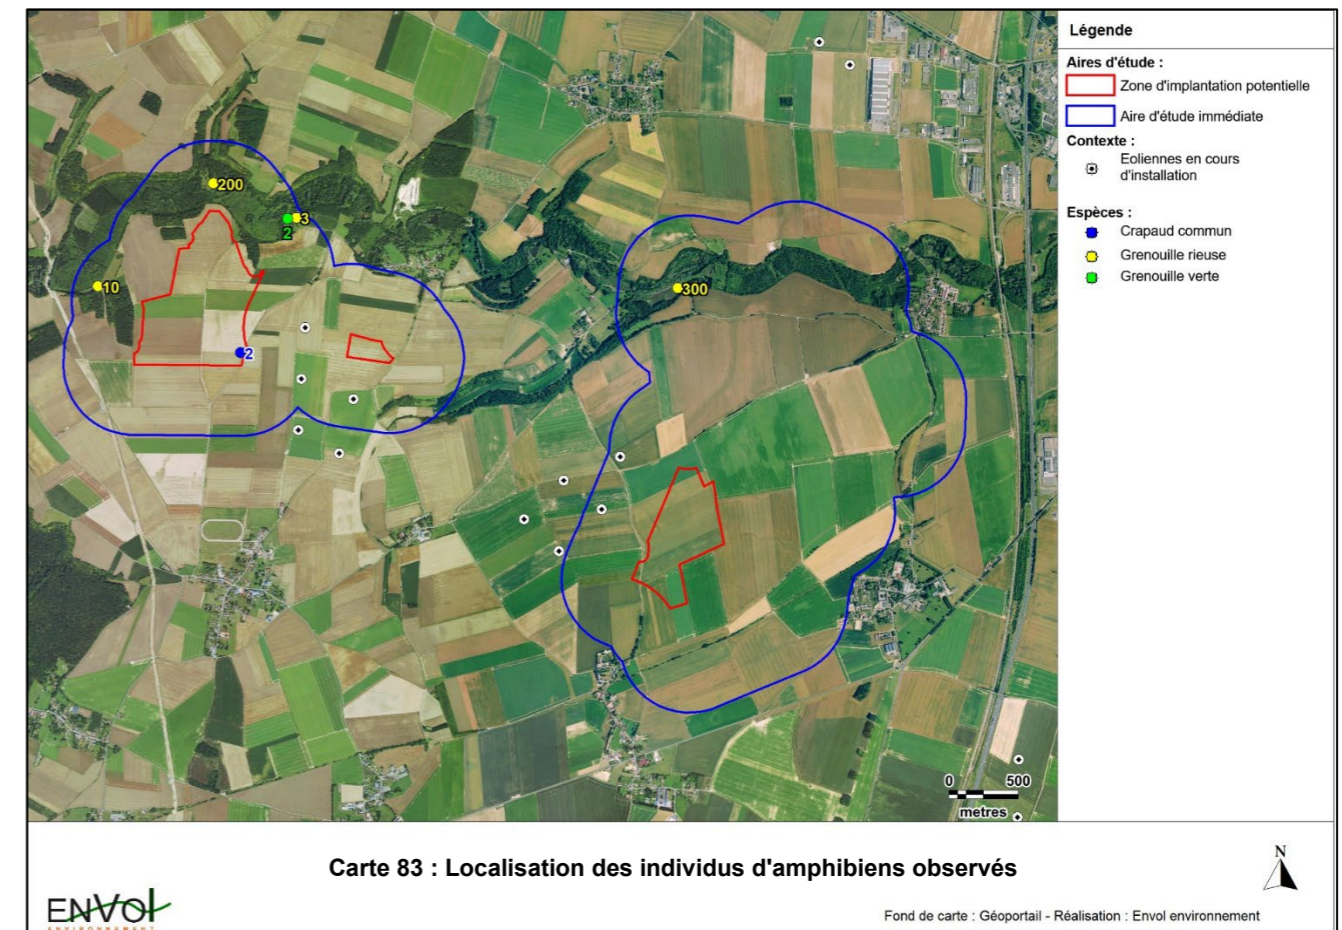 Légende
Aires d'étude :
Zone d'implantation potentielle
Aire d'étude immédiate
Contexte :
Eoliennes en cours
d'installation
Espèces :
Crapaud commun
Grenouille rieuse
Grenouille verte
200
3
2
10
2
300
0 500
metres
Carte 83 : Localisation des individus d'amphibiens observés
N
ENVOL
ENVIRONNEMENT
Fond de carte : Géoportail - Réalisation : Envol environnement